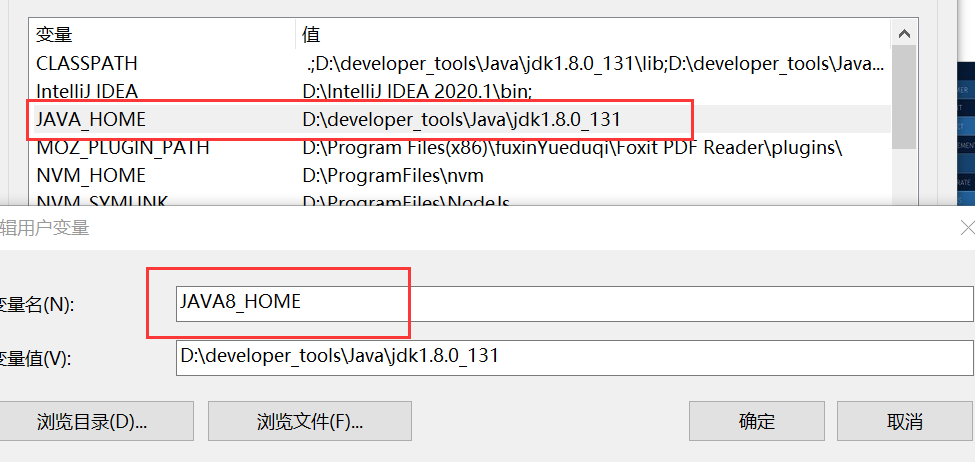 变量 值
CLASSPATH .;D:\developer_tools\Java\jdk1.8.0_131\lib;D:\developer_tools\Java...
IntelliJ IDEA D:\IntelliJ IDEA 2020.1\bin;
JAVA_HOME D:\developer_tools\Java\jdk1.8.0_131
MOZ_PLUGIN_PATH D:\Program Files(x86)\fuxinYueduqi\Foxit PDF Reader\plugins\
NVM_HOME D:\ProgramFiles\nvm
NVM_SYMLINK D:\ProgramFiles\NodeJs
辑用户变量
变量名(N): JAVA8_HOME
变量值(V): D:\developer_tools\Java\jdk1.8.0_131
浏览目录(D)... 浏览文件(F)... 确定 取消